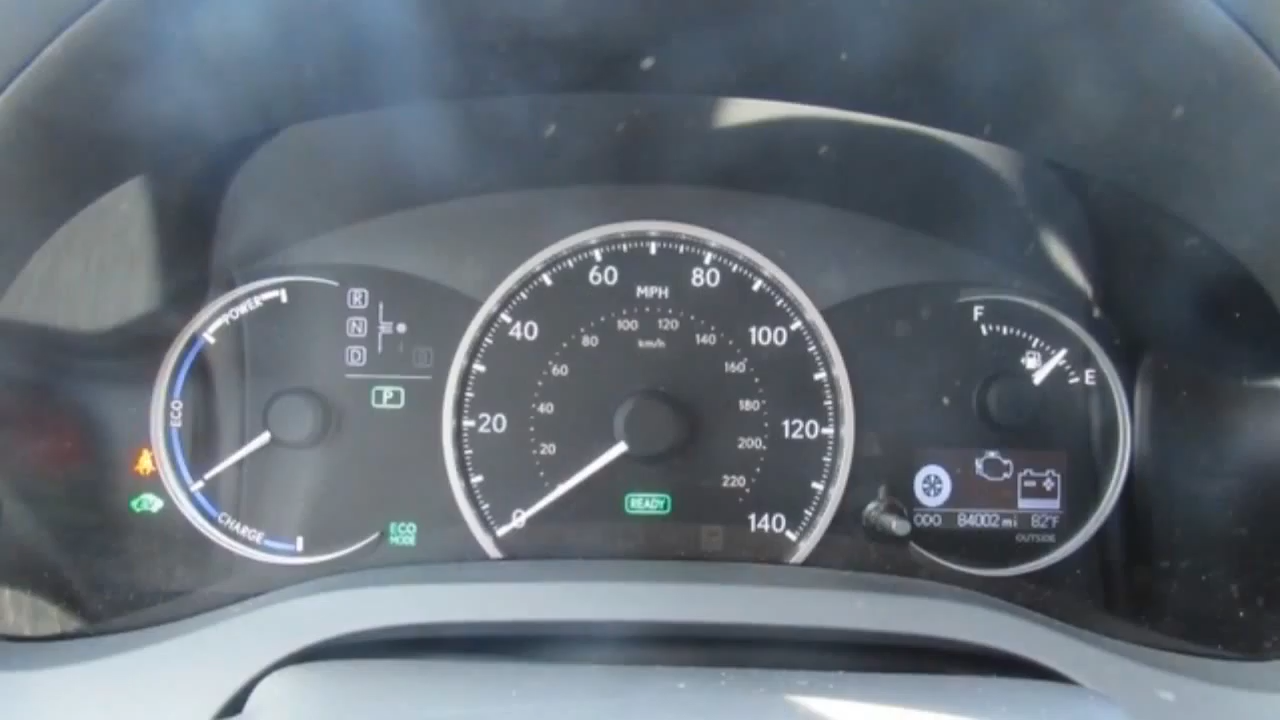 POWER
ECO
CHARGE
R
N
D
B
P
ECO
MODE
0
20
40
60
80
100
120
140
MPH
20
40
60
80
100
120
140
160
180
200
220
km/h
READY
F
E
ODO 84002 mi 82°F
OUTSIDE